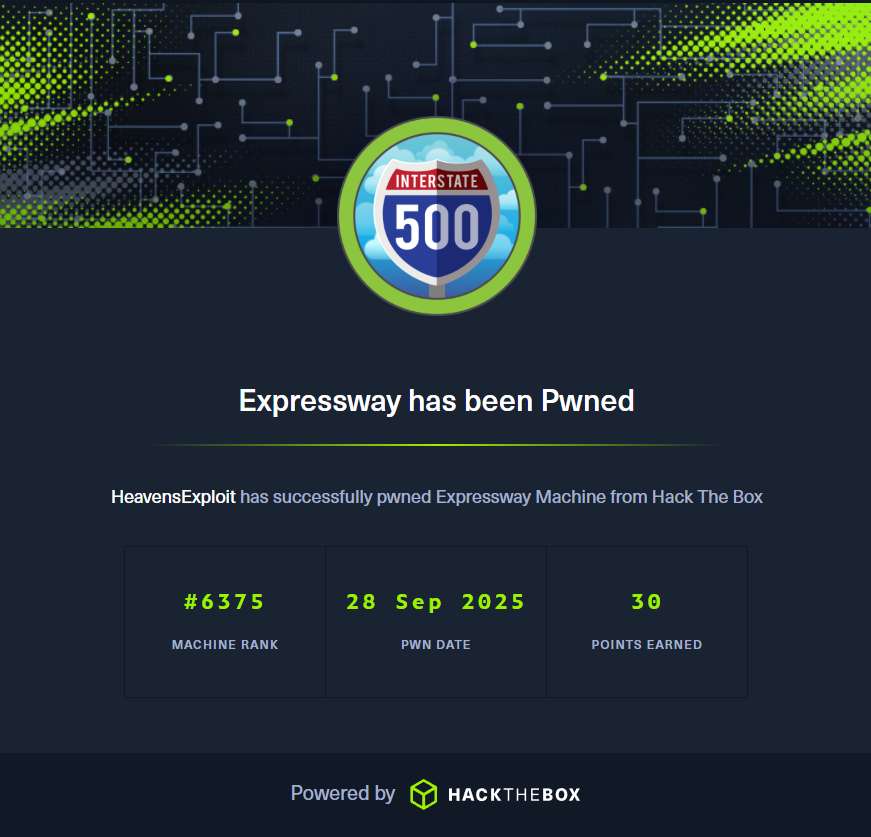 INTERSTATE
500
Expressway has been Pwned
HeavensExploit has successfully pwned Expressway Machine from Hack The Box
#6375 28 Sep 2025 30
MACHINE RANK PWN DATE POINTS EARNED
Powered by HACKTHEBOX